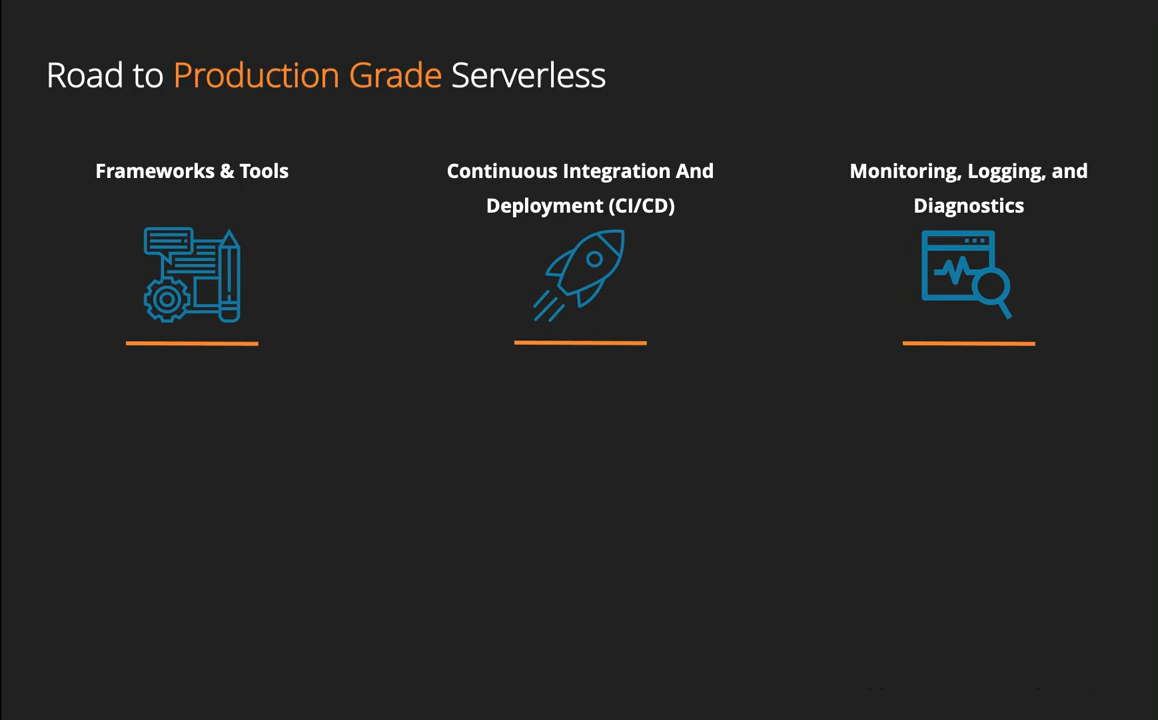 Road to Production Grade Serverless
Frameworks & Tools
Continuous Integration And
Deployment (CI/CD)
Monitoring, Logging, and
Diagnostics